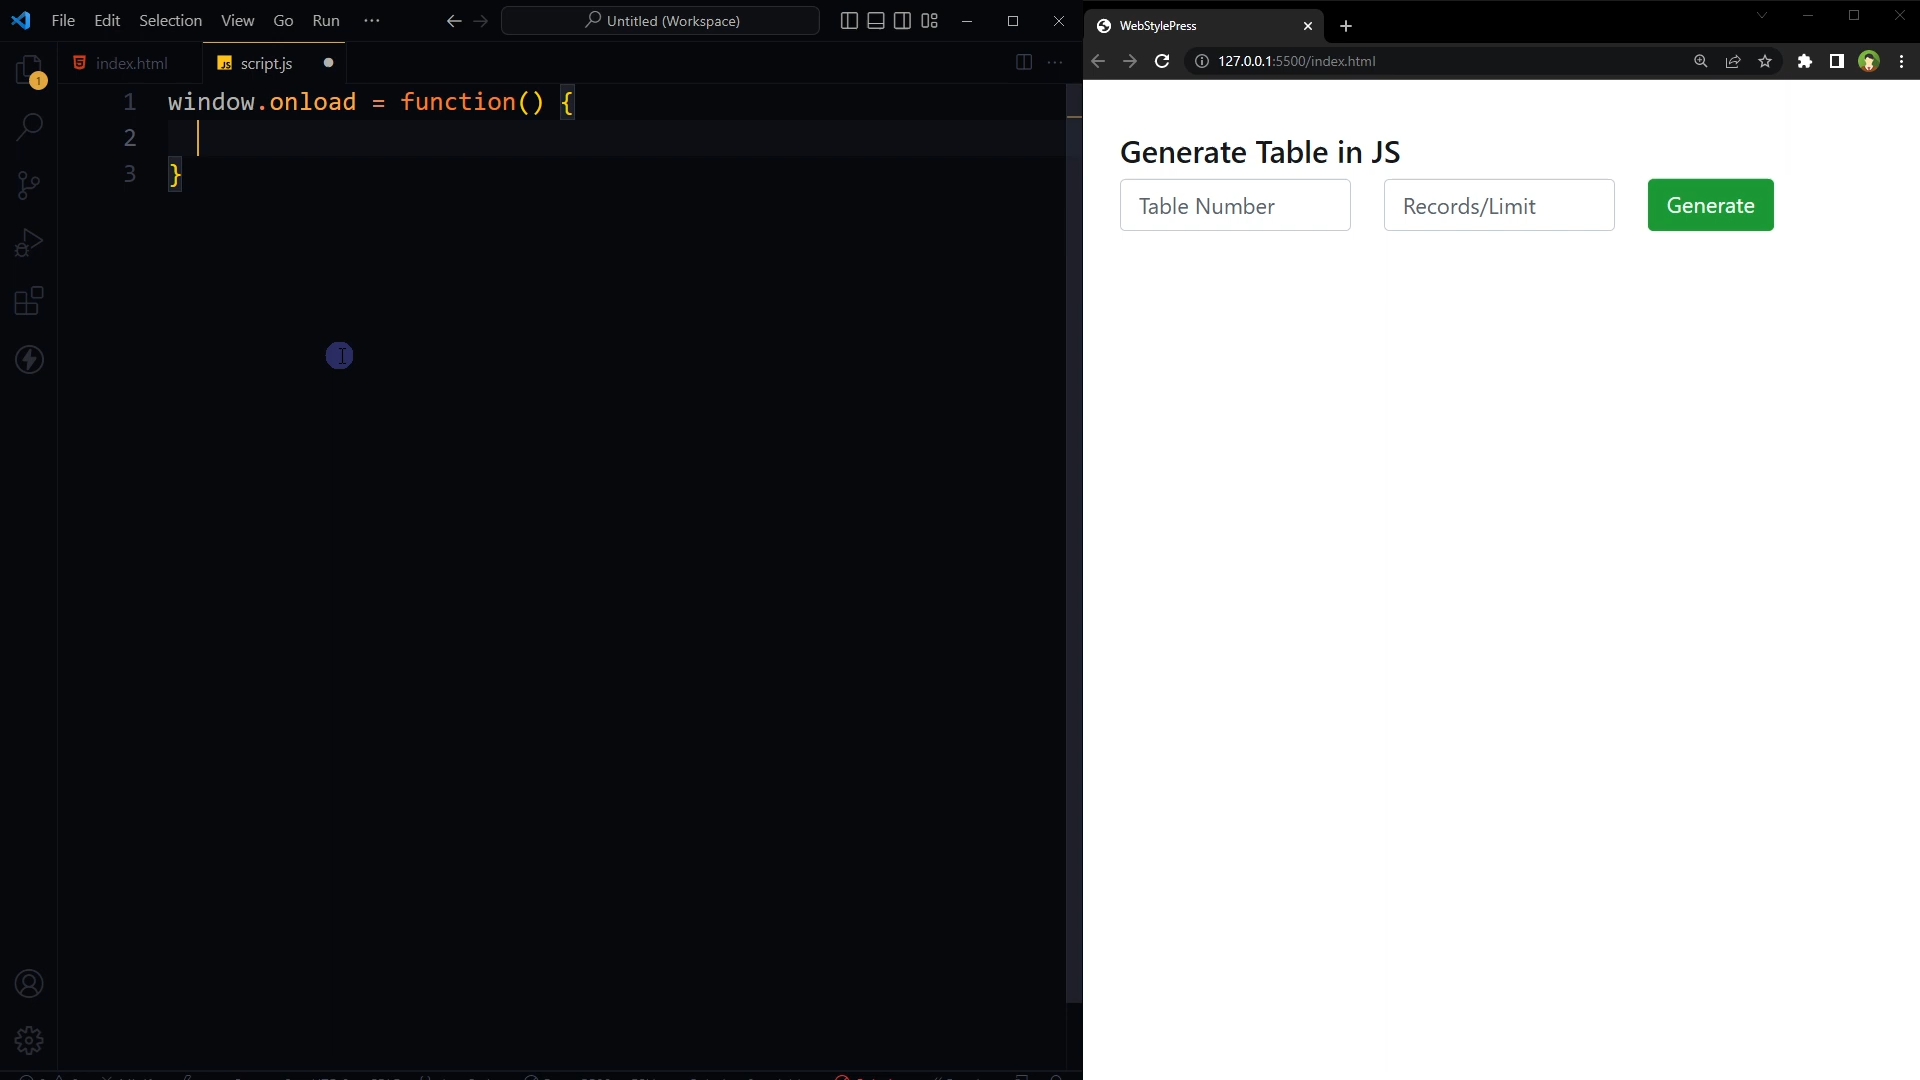 File Edit Selection View Go Run ··· Untitled (Workspace)
index.html script.js
1
1 window.onload = function() {
2
3 }
WebStylePress
127.0.0.1:5500/index.html
Generate Table in JS
Table Number Records/Limit Generate